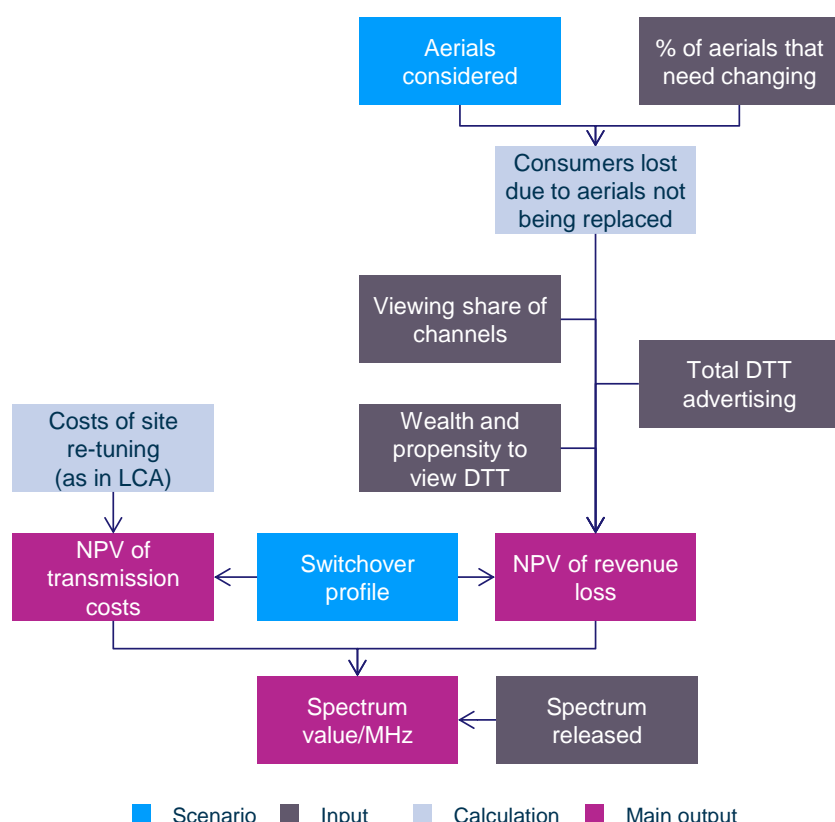 Aerials
considered
% of aerials that
need changing
Consumers lost
due to aerials not
being replaced
Viewing share of
channels
Total DTT
advertising
Costs of site
re-tuning
(as in LCA)
Wealth and
propensity to
view DTT
NPV of
transmission
costs
Switchover
profile
NPV of revenue
loss
Spectrum
value/MHz
Spectrum
released
Scenario Input Calculation Main output